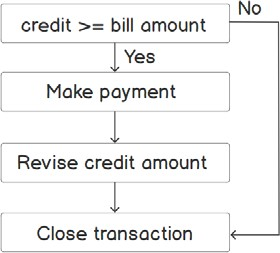 credit >= bill amount
No
Yes
Make payment
Revise credit amount
Close transaction